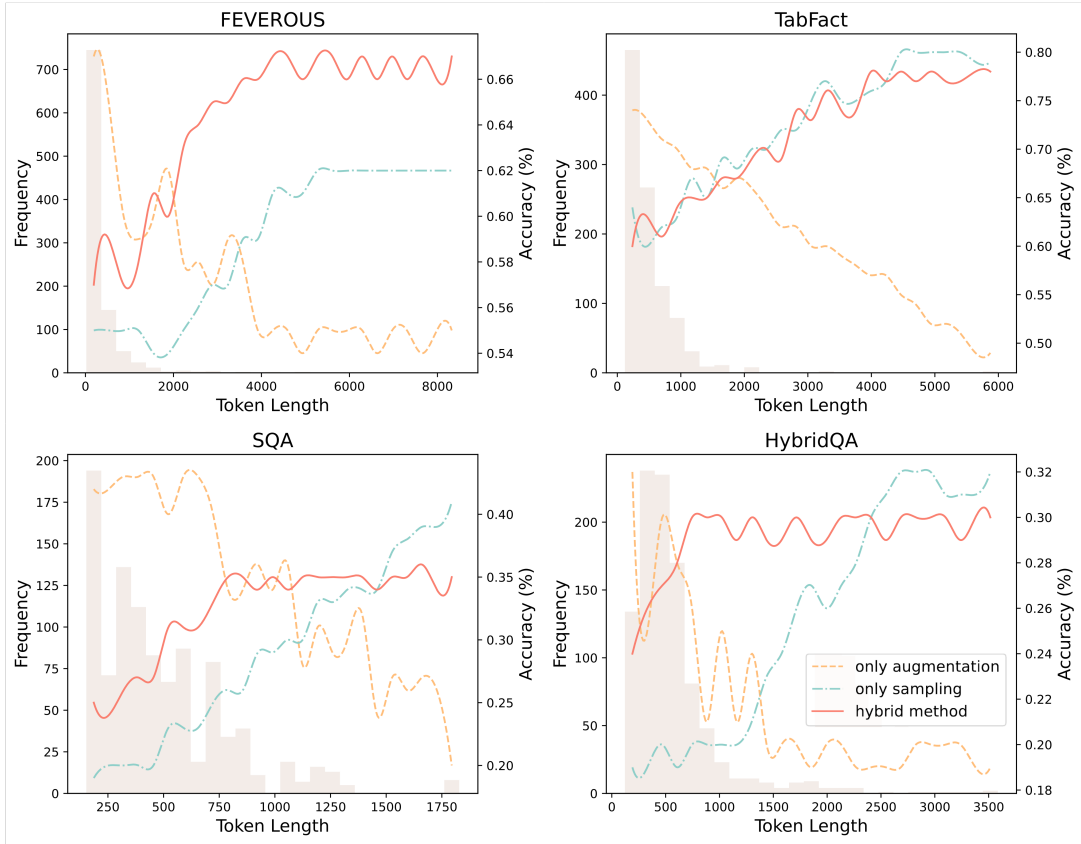 FEVEROUS
TabFact
Frequency
700
600
500
400
300
200
100
0
0 2000 4000 6000 8000
Token Length
0.66
0.64
0.62
0.60
0.58
0.56
0.54
Accuracy (%)
Frequency
400
300
200
100
0
0 1000 2000 3000 4000 5000 6000
Token Length
0.80
0.75
0.70
0.65
0.60
0.55
0.50
Accuracy (%)
SQA
HybridQA
Frequency
200
175
150
125
100
75
50
25
0
250 500 750 1000 1250 1500 1750
Token Length
0.40
0.35
0.30
0.25
0.20
Accuracy (%)
Frequency
200
150
100
50
0
0 500 1000 1500 2000 2500 3000 3500
Token Length
0.32
0.30
0.28
0.26
0.24
0.22
0.20
0.18
Accuracy (%)
only augmentation
only sampling
hybrid method